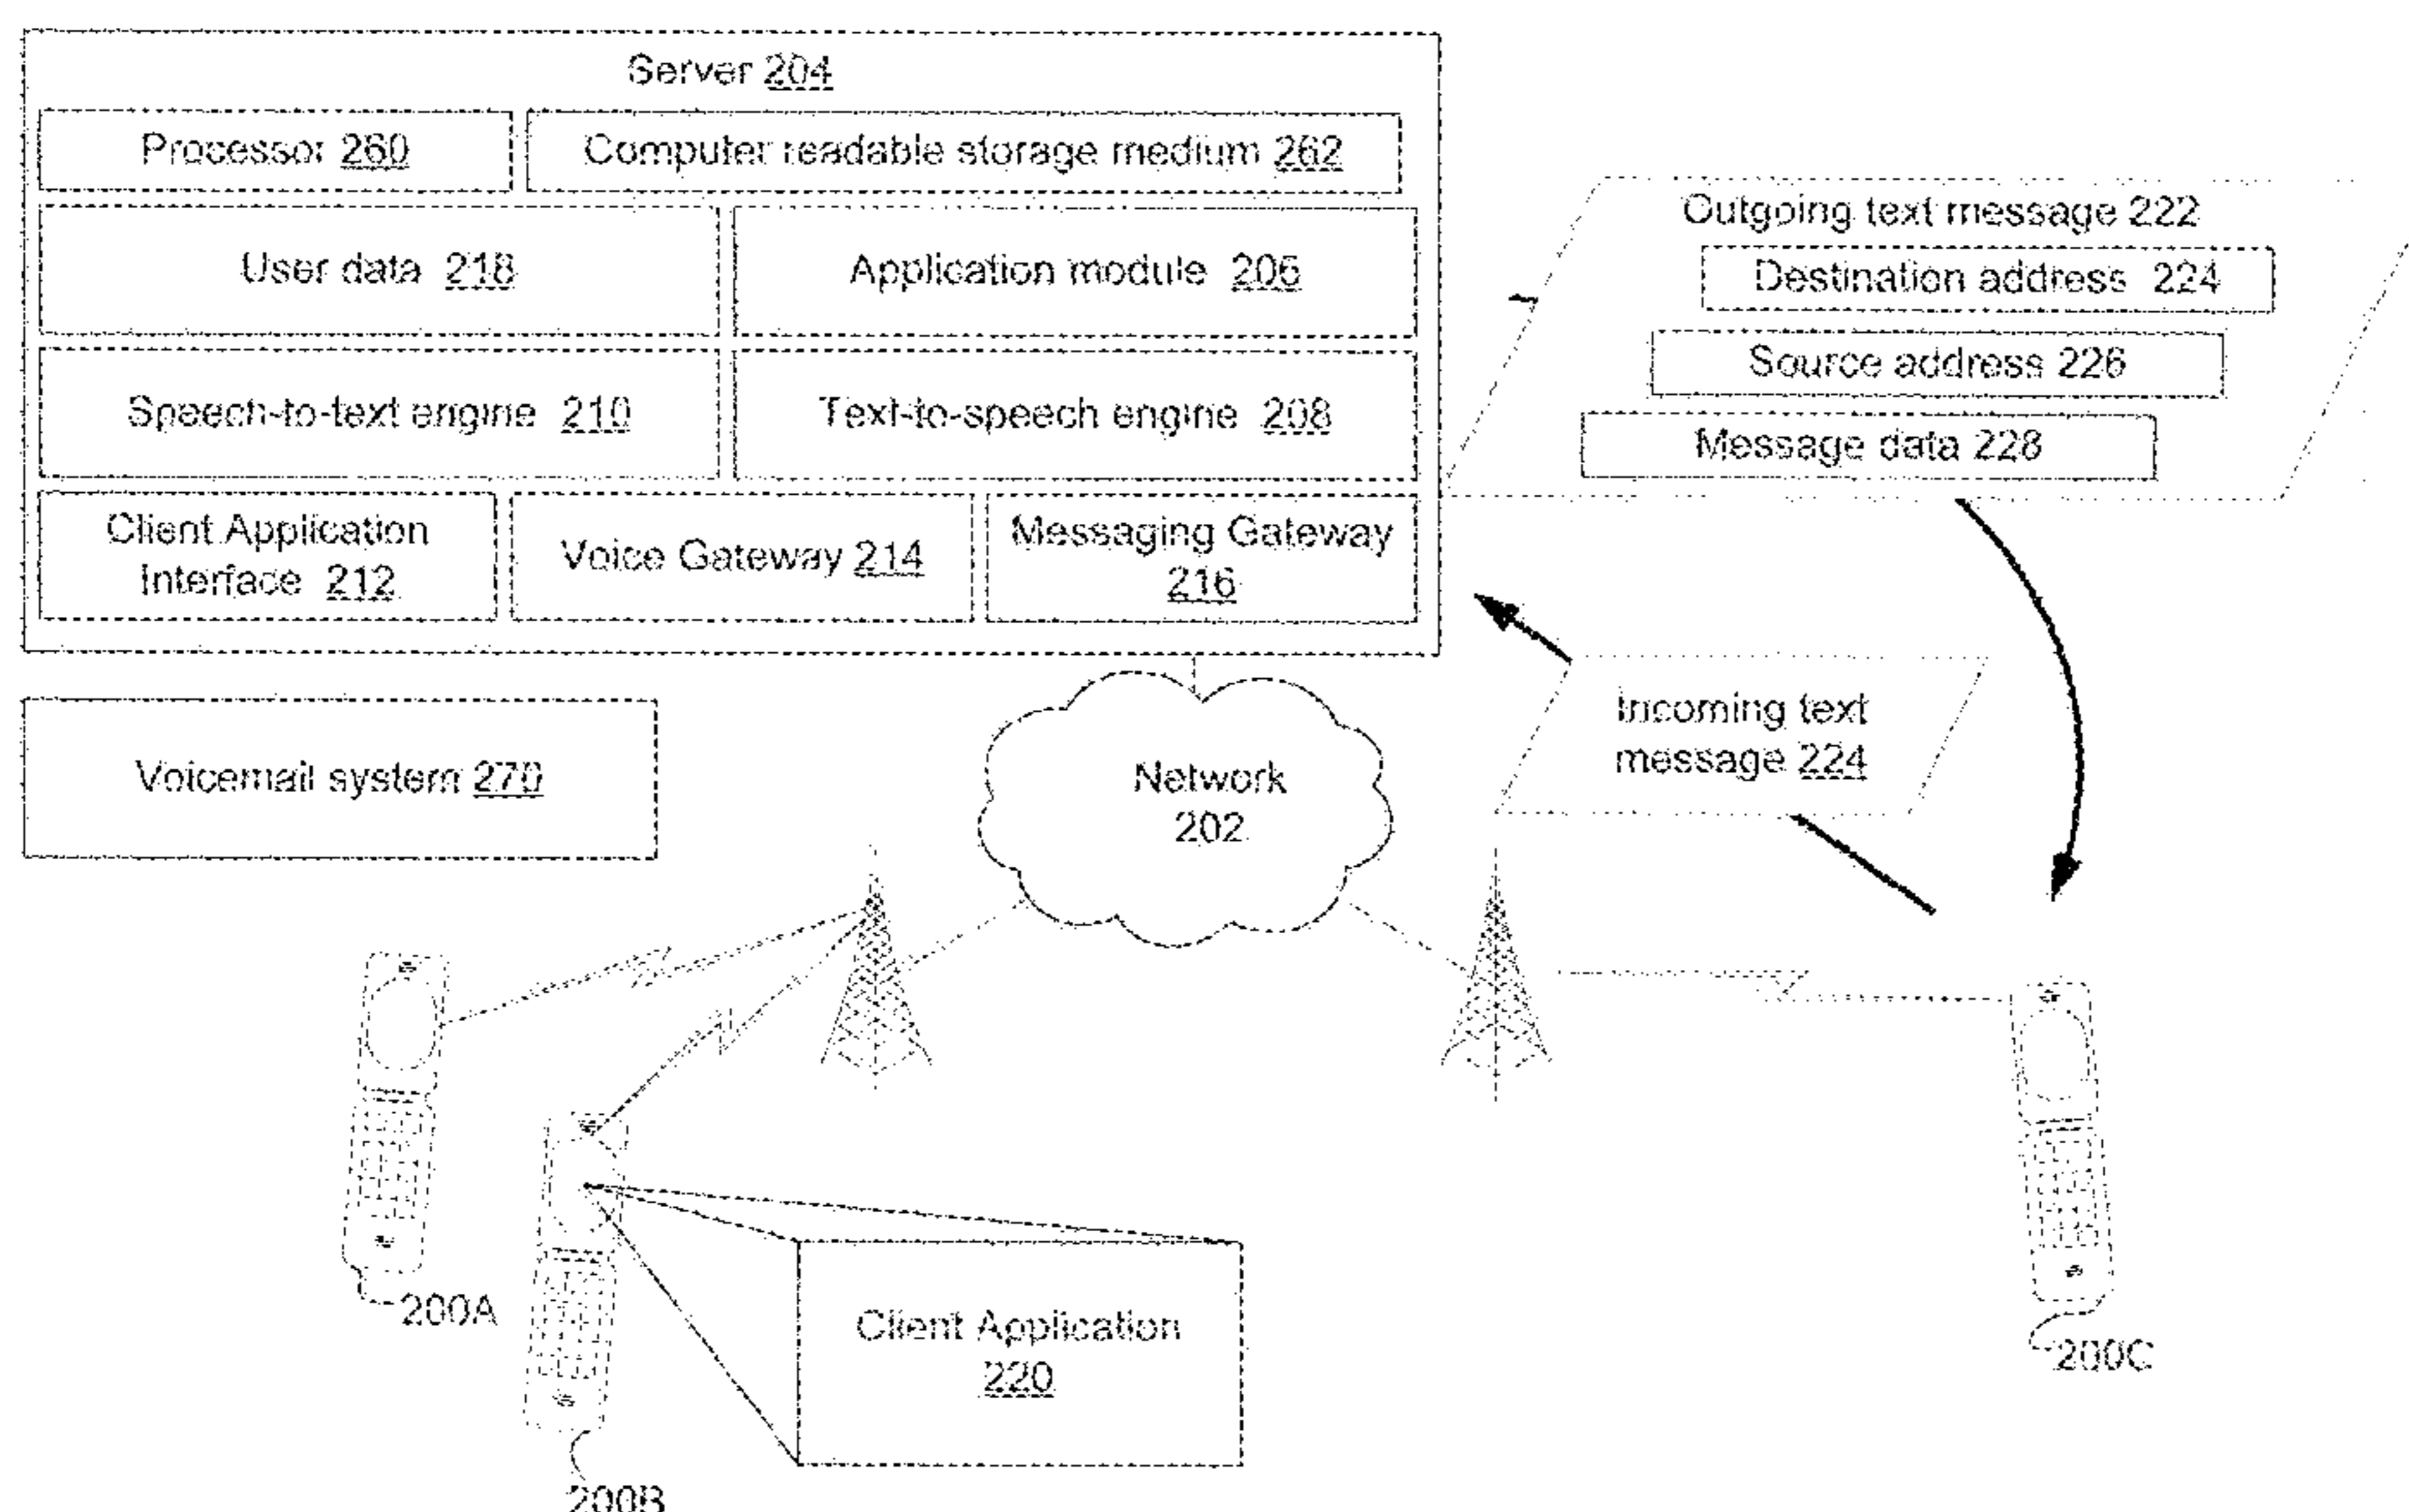 Server 204
Processor 260
Computer readable storage medium 262
User data 218
Application module 206
Speech-to-text engine 210
Text-to-speech engine 208
Client Application
Interface 212
Voice Gateway 214
Messaging Gateway
216
Outgoing text message 222
Destination address 224
Source address 226
Message data 228
Incoming text
message 224
Voicemail system 270
Network
202
200A
200B
Client Application
220
200C